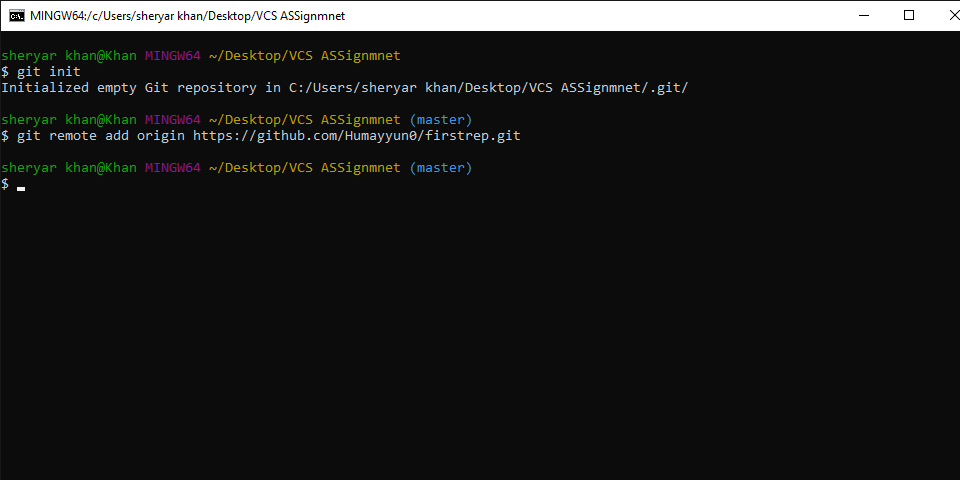 MINGW64:/c/Users/sheryar khan/Desktop/VCS ASSignmnet
sheryar khan@Khan MINGW64 ~/Desktop/VCS ASSignmnet
$ git init
Initialized empty Git repository in C:/Users/sheryar khan/Desktop/VCS ASSignmnet/.git/
sheryar khan@Khan MINGW64 ~/Desktop/VCS ASSignmnet (master)
$ git remote add origin https://github.com/Humayyun0/firstrep.git
sheryar khan@Khan MINGW64 ~/Desktop/VCS ASSignmnet (master)
$